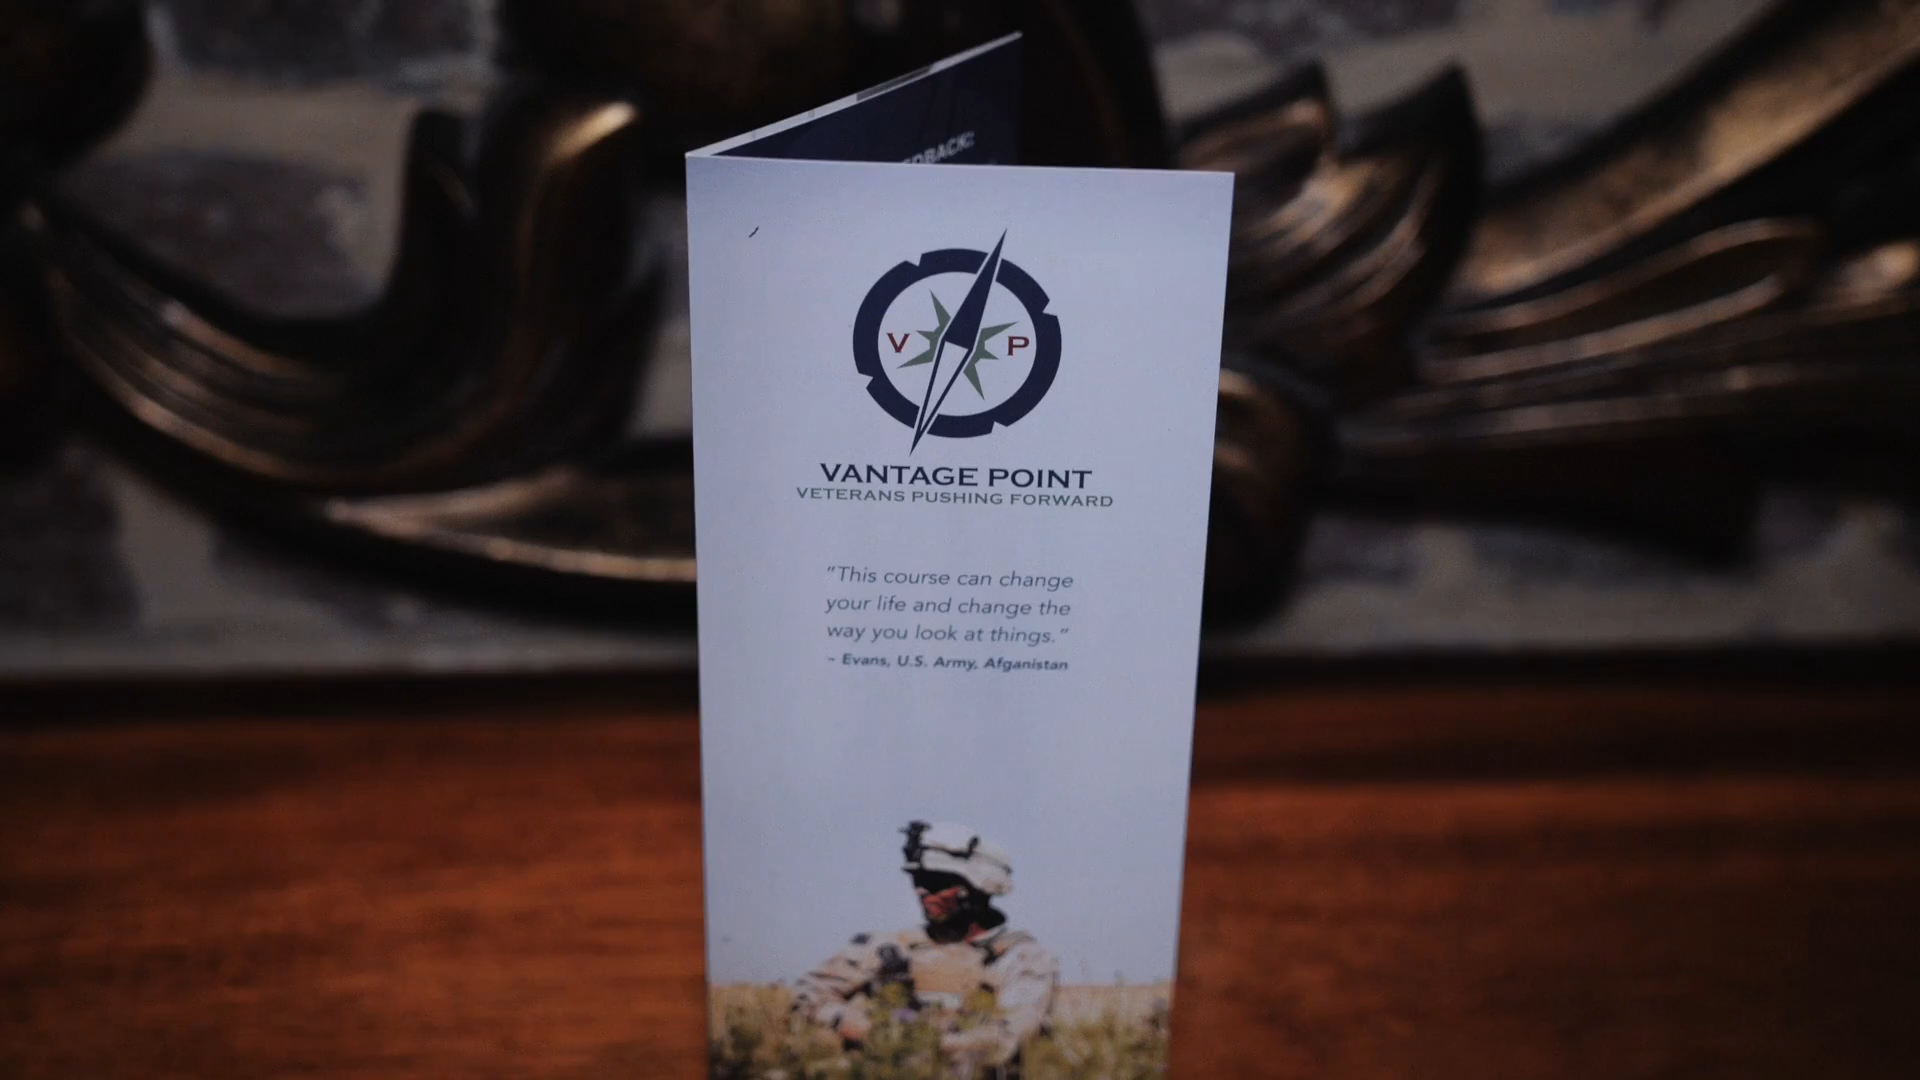 V P
VANTAGE POINT
VETERANS PUSHING FORWARD
"This course can change
your life and change the
way you look at things."
- Evans, U.S. Army, Afganistan